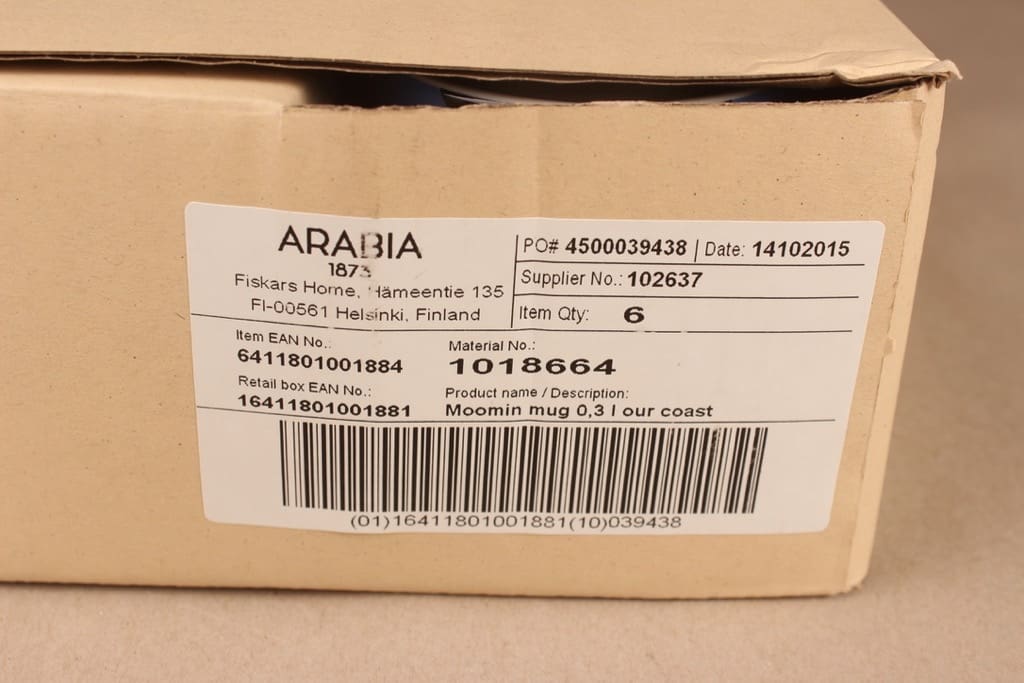 ARABIA
1873
Fiskars Home, Hämeentie 135
FI-00561 Helsinki, Finland
PO# 4500039438 | Date: 14102015
Supplier No.: 102637
Item Qty: 6
Item EAN No.:
6411801001884
Retail box EAN No.:
16411801001881
Material No.:
1018664
Product name / Description:
Moomin mug 0,3 l our coast
(01)16411801001881(10)039438